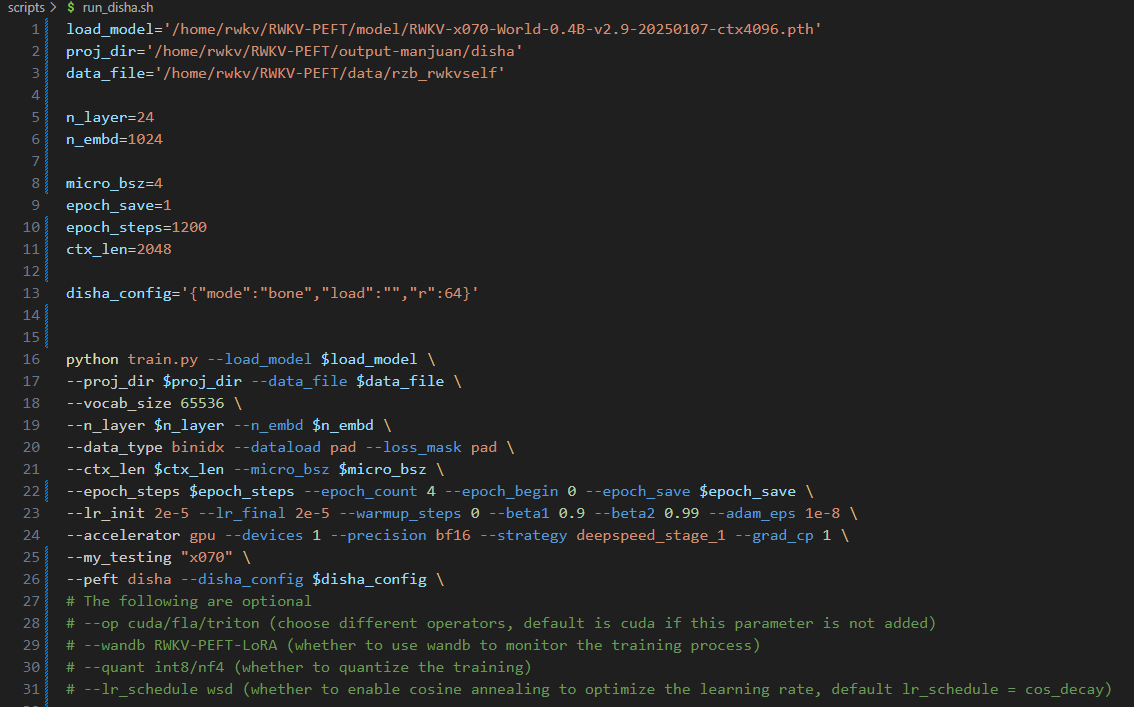 scripts > $ run_disha.sh
1 load_model='/home/rwkv/RWKV-PEFT/model/RWKV-x070-World-0.4B-v2.9-20250107-ctx4096.pth'
2 proj_dir='/home/rwkv/RWKV-PEFT/output-manjuan/disha'
3 data_file='/home/rwkv/RWKV-PEFT/data/rzb_rwkvself'
4
5 n_layer=24
6 n_embd=1024
7
8 micro_bsz=4
9 epoch_save=1
10 epoch_steps=1200
11 ctx_len=2048
12
13 disha_config='{"mode":"bone","load":"","r":64}'
14
15
16 python train.py --load_model $load_model \
17 --proj_dir $proj_dir --data_file $data_file \
18 --vocab_size 65536 \
19 --n_layer $n_layer --n_embd $n_embd \
20 --data_type binidx --dataload pad --loss_mask pad \
21 --ctx_len $ctx_len --micro_bsz $micro_bsz \
22 --epoch_steps $epoch_steps --epoch_count 4 --epoch_begin 0 --epoch_save $epoch_save \
23 --lr_init 2e-5 --lr_final 2e-5 --warmup_steps 0 --beta1 0.9 --beta2 0.99 --adam_eps 1e-8 \
24 --accelerator gpu --devices 1 --precision bf16 --strategy deepspeed_stage_1 --grad_cp 1 \
25 --my_testing "x070" \
26 --peft disha --disha_config $disha_config \
27 # The following are optional
28 # --op cuda/fla/triton (choose different operators, default is cuda if this parameter is not added)
29 # --wandb RWKV-PEFT-LoRA (whether to use wandb to monitor the training process)
30 # --quant int8/nf4 (whether to quantize the training)
31 # --lr_schedule wsd (whether to enable cosine annealing to optimize the learning rate, default lr_schedule = cos_decay)